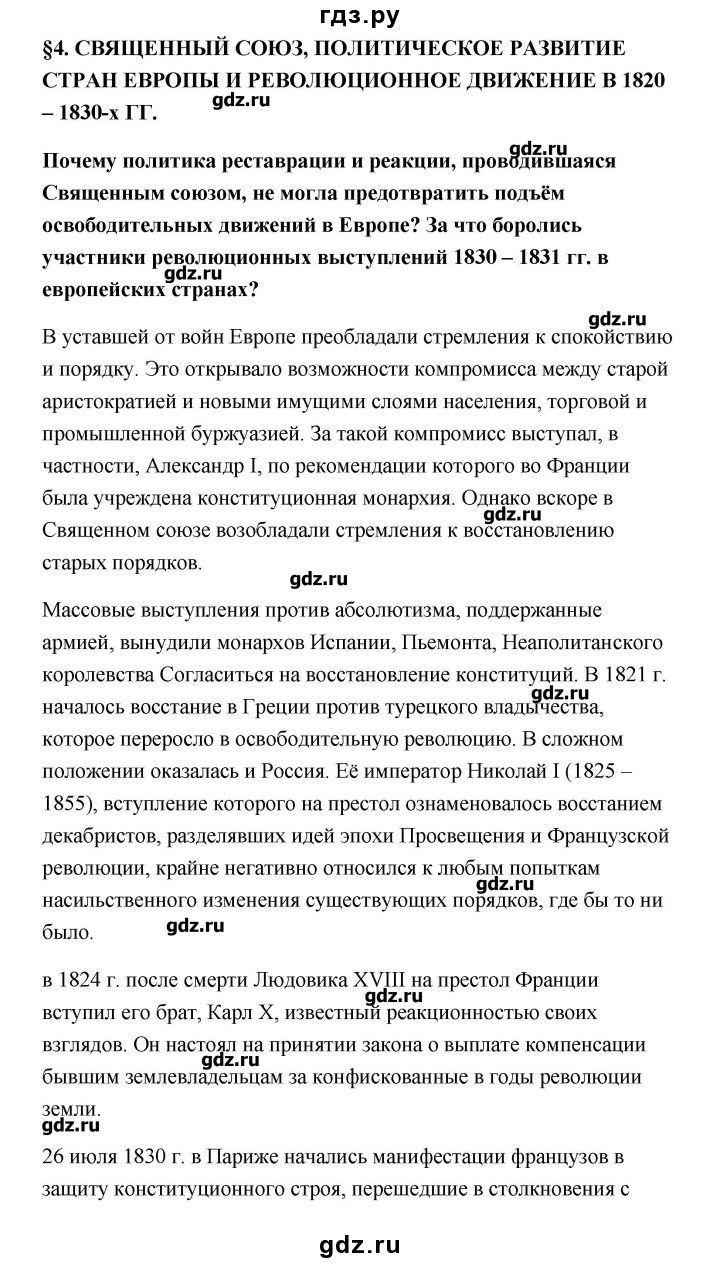 гдз.ру
§4. СВЯЩЕННЫЙ СОЮЗ, ПОЛИТИЧЕСКОЕ РАЗВИТИЕ
СТРАН ЕВРОПЫ И РЕВОЛЮЦИОННОЕ ДВИЖЕНИЕ В 1820
gdz.ru
– 1830-х ГГ.
gdz.ru
Почему политика реставрации и реакции, проводившаяся
Священным союзом, не могла предотвратить подъём
освободительных движений в Европе? За что боролись
участники революционных выступлений 1830 – 1831 гг. в
gdz.ru
европейских странах?
gdz.ru
В уставшей от войн Европе преобладали стремления к спокойствию
и порядку. Это открывало возможности компромисса между старой
аристократией и новыми имущими слоями населения, торговой и
промышленной буржуазией. За такой компромисс выступал, в
частности, Александр I, по рекомендации которого во Франции
была учреждена конституционная монархия. Однако вскоре в
gdz.ru
Священном союзе возобладали стремления к восстановлению
старых порядков.
gdz.ru
Массовые выступления против абсолютизма, поддержанные
армией, вынудили монархов Испании, Пьемонта, Неаполитанского
королевства Согласиться на восстановление конституций. В 1821 г.
gdz.ru
началось восстание в Греции против турецкого владычества,
которое переросло в освободительную революцию. В сложном
положении оказалась и Россия. Её император Николай I (1825 –
1855), вступление которого на престол ознаменовалось восстанием
декабристов, разделявших идей эпохи Просвещения и Французской
революции, крайне негативно относился к любым попыткам
gdz.ru
насильственного изменения существующих порядков, где бы то ни
gdz.ru
было.
в 1824 г. после смерти Людовика XVIII на престол Франции
gdz.ru
вступил его брат, Карл X, известный реакционностью своих
взглядов. Он настоял на принятии закона о выплате компенсации
gdz.ru
бывшим землевладельцам за конфискованные в годы революции
земли.
gdz.ru
26 июля 1830 г. в Париже начались манифестации французов в
защиту конституционного строя, перешедшие в столкновения с
gdz.ru